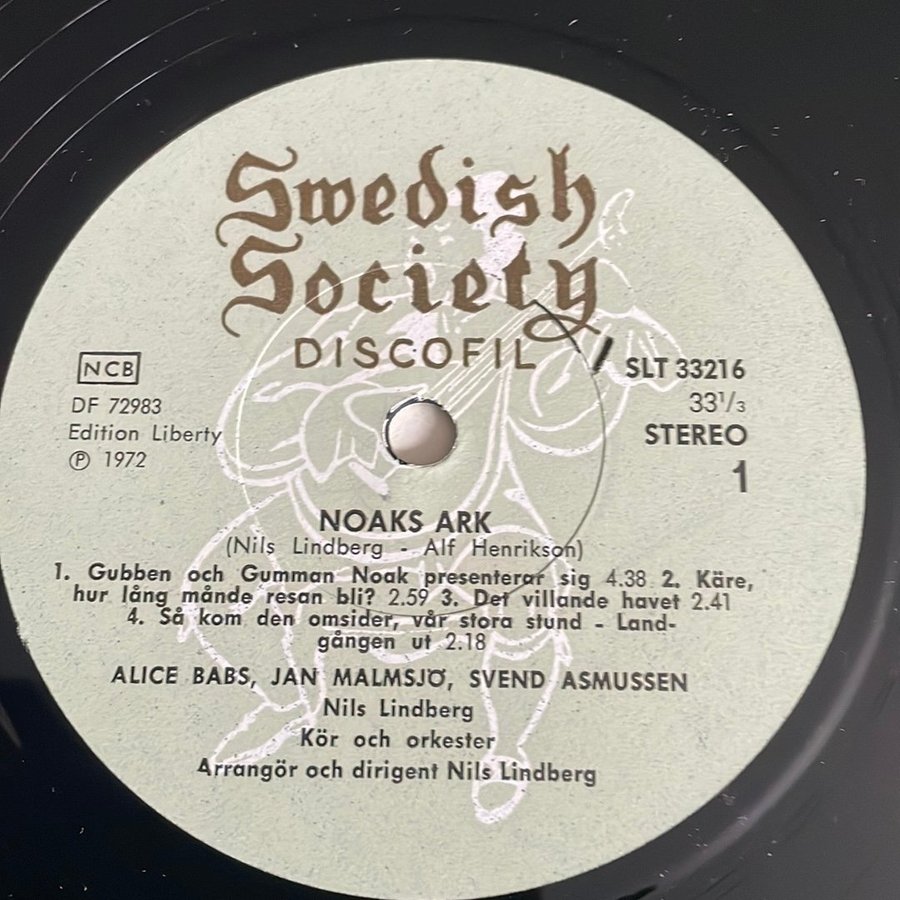 Swedish
Society
DISCOFIL
NCB
DF 72983
Edition Liberty
Ⓟ 1972
SLT 33216
33 1/3
STEREO
1
NOAKS ARK
(Nils Lindberg - Alf Henrikson)
1. Gubben och Gumman Noak presenterar sig 4.38 2. Käre,
hur lång månde resan bli? 2.59 3. Det villande havet 2.41
4. Så kom den omsider, vår stora stund - Land-
gången ut 2.18
ALICE BABS, JAN MALMSJÖ, SVEND ASMUSSEN
Nils Lindberg
Kör och orkester
Arrangör och dirigent Nils Lindberg